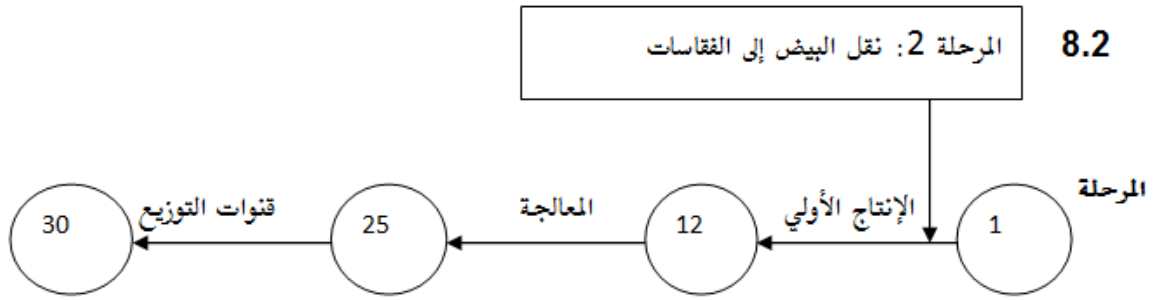 8.2
المرحلة 2: نقل البيض إلى الفقاسات
المرحلة
1
الإنتاج الأولي
12
المعالجة
25
قنوات التوزيع
30